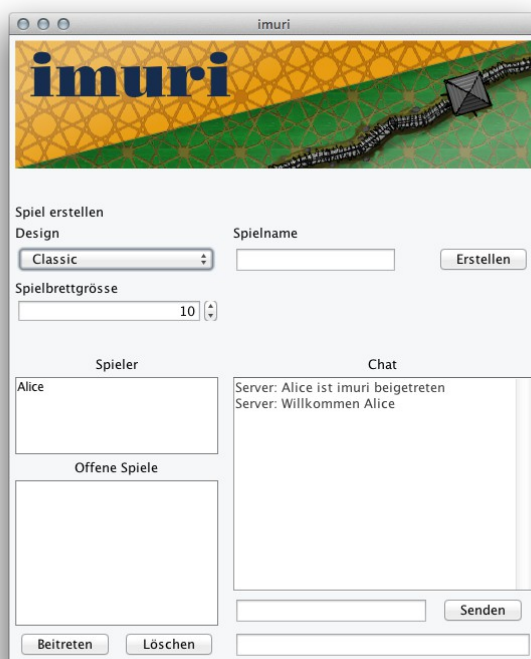 imuri
imuri
Spiel erstellen
Design
Spielname
Classic
Erstellen
Spielbrettgrösse
10
Spieler
Chat
Alice
Server: Alice ist imuri beigetreten
Server: Willkommen Alice
Offene Spiele
Senden
Beitreten
Löschen